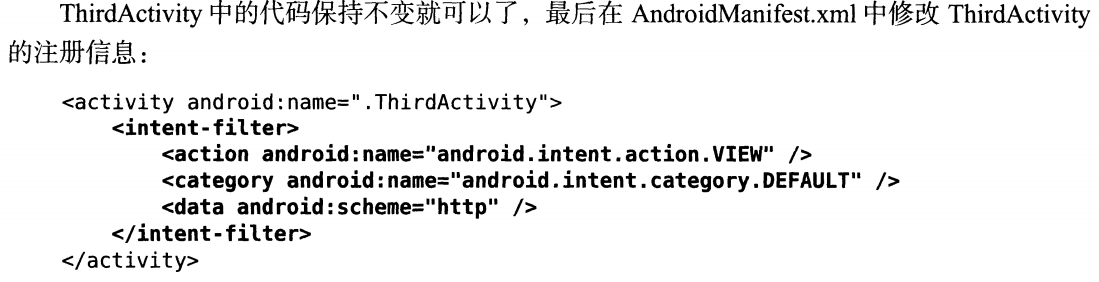 ThirdActivity 中的代码保持不变就可以了，最后在 AndroidManifest.xml 中修改 ThirdActivity
的注册信息：
<activity android:name=".ThirdActivity">
    <intent-filter>
        <action android:name="android.intent.action.VIEW" />
        <category android:name="android.intent.category.DEFAULT" />
        <data android:scheme="http" />
    </intent-filter>
</activity>